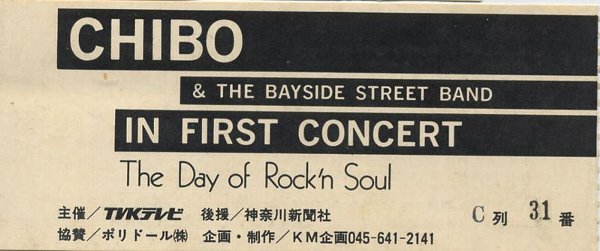 CHIBO
& THE BAYSIDE STREET BAND
IN FIRST CONCERT
The Day of Rock'n Soul
主催/TVKテレビ 後援/神奈川新聞社
C列 31番
協賛/ポリドール㈱ 企画・制作/KM企画045-641-2141